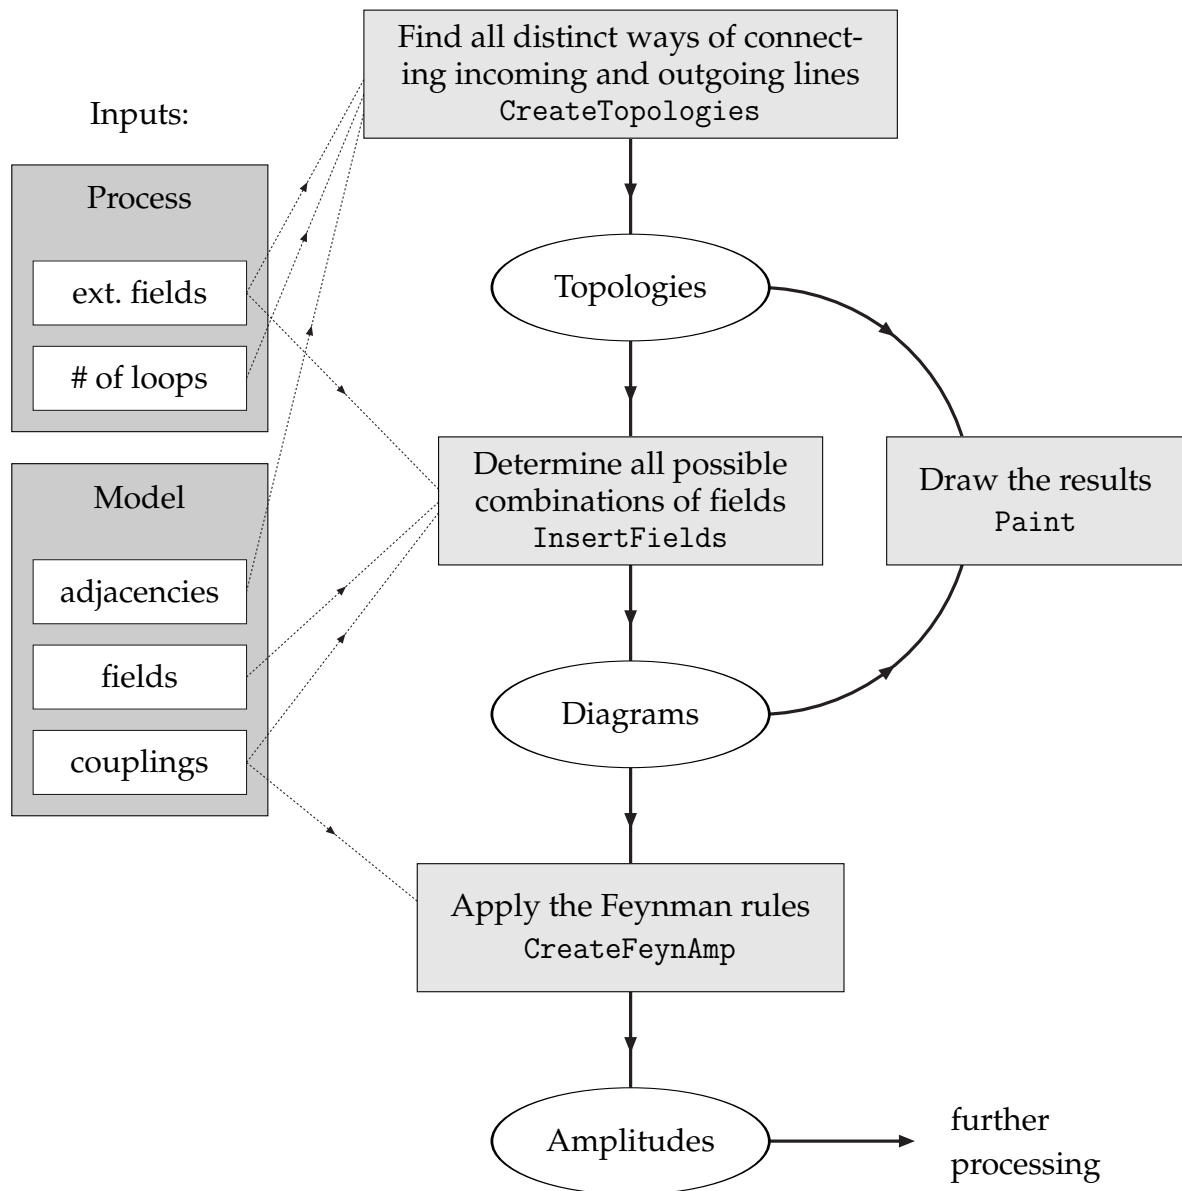 Find all distinct ways of connect-
ing incoming and outgoing lines
CreateTopologies
Inputs:
Process
ext. fields
# of loops
Topologies
Model
adjacencies
fields
couplings
Determine all possible
combinations of fields
InsertFields
Draw the results
Paint
Diagrams
Apply the Feynman rules
CreateFeynAmp
Amplitudes
further
processing